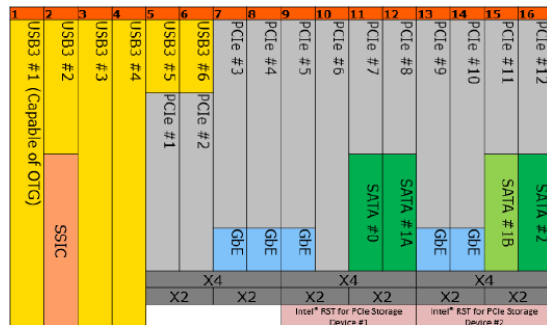 1 2 3 4 5 6 7 8 9 10 11 12 13 14 15 16
USB3 #1 (Capable of OTG)
USB3 #2
SSIC
USB3 #3
USB3 #4
USB3 #5
PCIe #1
USB3 #6
PCIe #2
PCIe #3
GbE
PCIe #4
GbE
PCIe #5
GbE
PCIe #6
PCIe #7
SATA #0
PCIe #8
SATA #1A
PCIe #9
GbE
PCIe #10
GbE
PCIe #11
SATA #1B
PCIe #12
SATA #2
X4 X4 X4
X2 X2 X2 X2 X2 X2
Intel® RST for PCIe Storage
Device #1
Intel® RST for PCIe Storage
Device #2